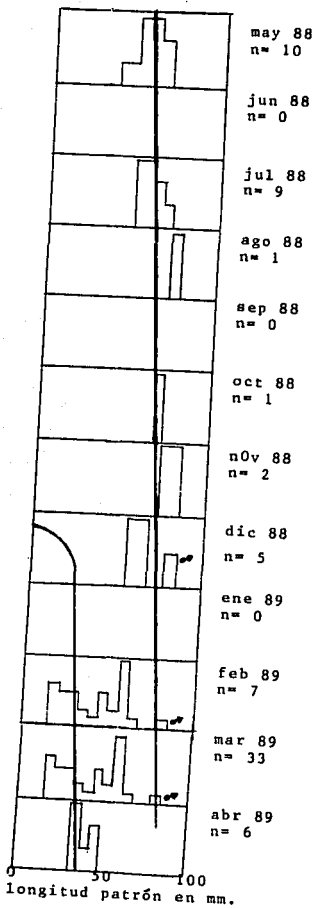 may 88
n= 10
jun 88
n= 0
jul 88
n= 9
ago 88
n= 1
sep 88
n= 0
oct 88
n= 1
n0v 88
n= 2
dic 88
n= 5
ene 89
n= 0
feb 89
n= 7
mar 89
n= 33
abr 89
n= 6
0 50 100
longitud patrón en mm.